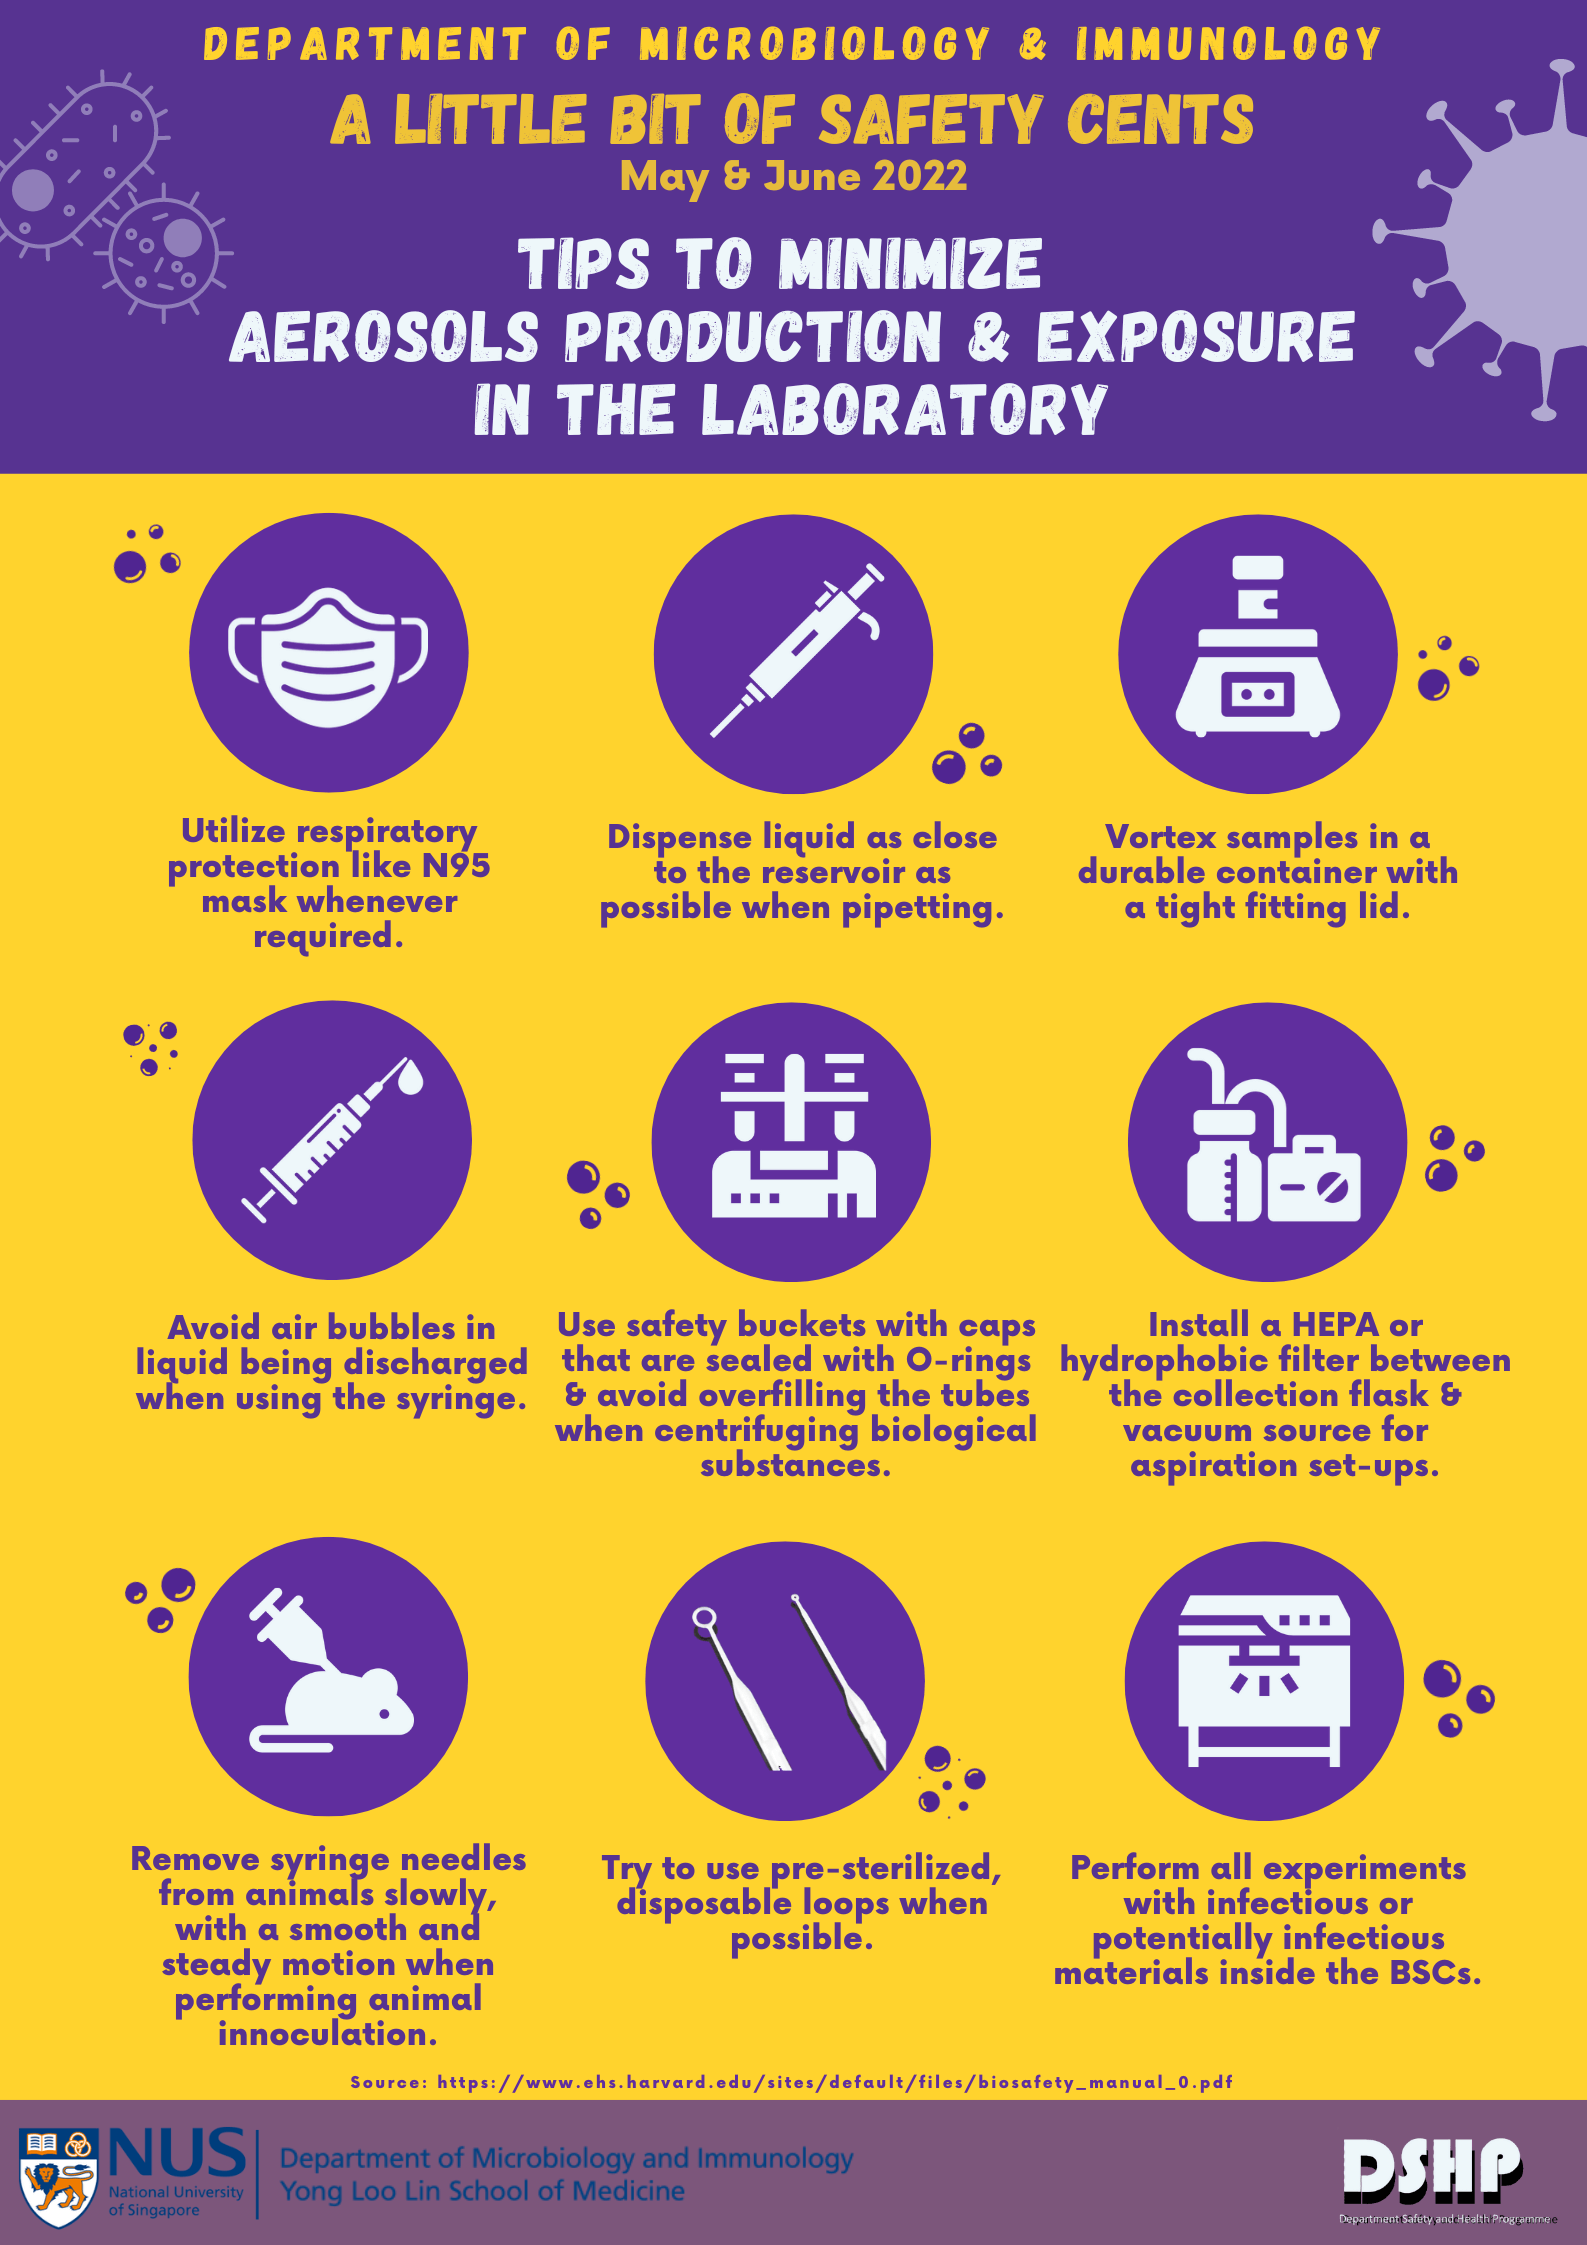 DEPARTMENT OF MICROBIOLOGY & IMMUNOLOGY
A LITTLE BIT OF SAFETY CENTS
May & June 2022
TIPS TO MINIMIZE
AEROSOLS PRODUCTION & EXPOSURE
IN THE LABORATORY
Utilize respiratory
protection like N95
mask whenever
required.
Dispense liquid as close
to the reservoir as
possible when pipetting.
Vortex samples in a
durable container with
a tight fitting lid.
Avoid air bubbles in
liquid being discharged
when using the syringe.
Use safety buckets with caps
that are sealed with O-rings
& avoid overfilling the tubes
when centrifuging biological
substances.
Install a HEPA or
hydrophobic filter between
the collection flask &
vacuum source for
aspiration set-ups.
Remove syringe needles
from animals slowly,
with a smooth and
steady motion when
performing animal
innoculation.
Try to use pre-sterilized,
disposable loops when
possible.
Perform all experiments
with infectious or
potentially infectious
materials inside the BSCs.
Source: https://www.ehs.harvard.edu/sites/default/files/biosafety_manual_0.pdf
NUS
National University
of Singapore
Department of Microbiology and Immunology
Yong Loo Lin School of Medicine
DSHP
Department Safety and Health Programme